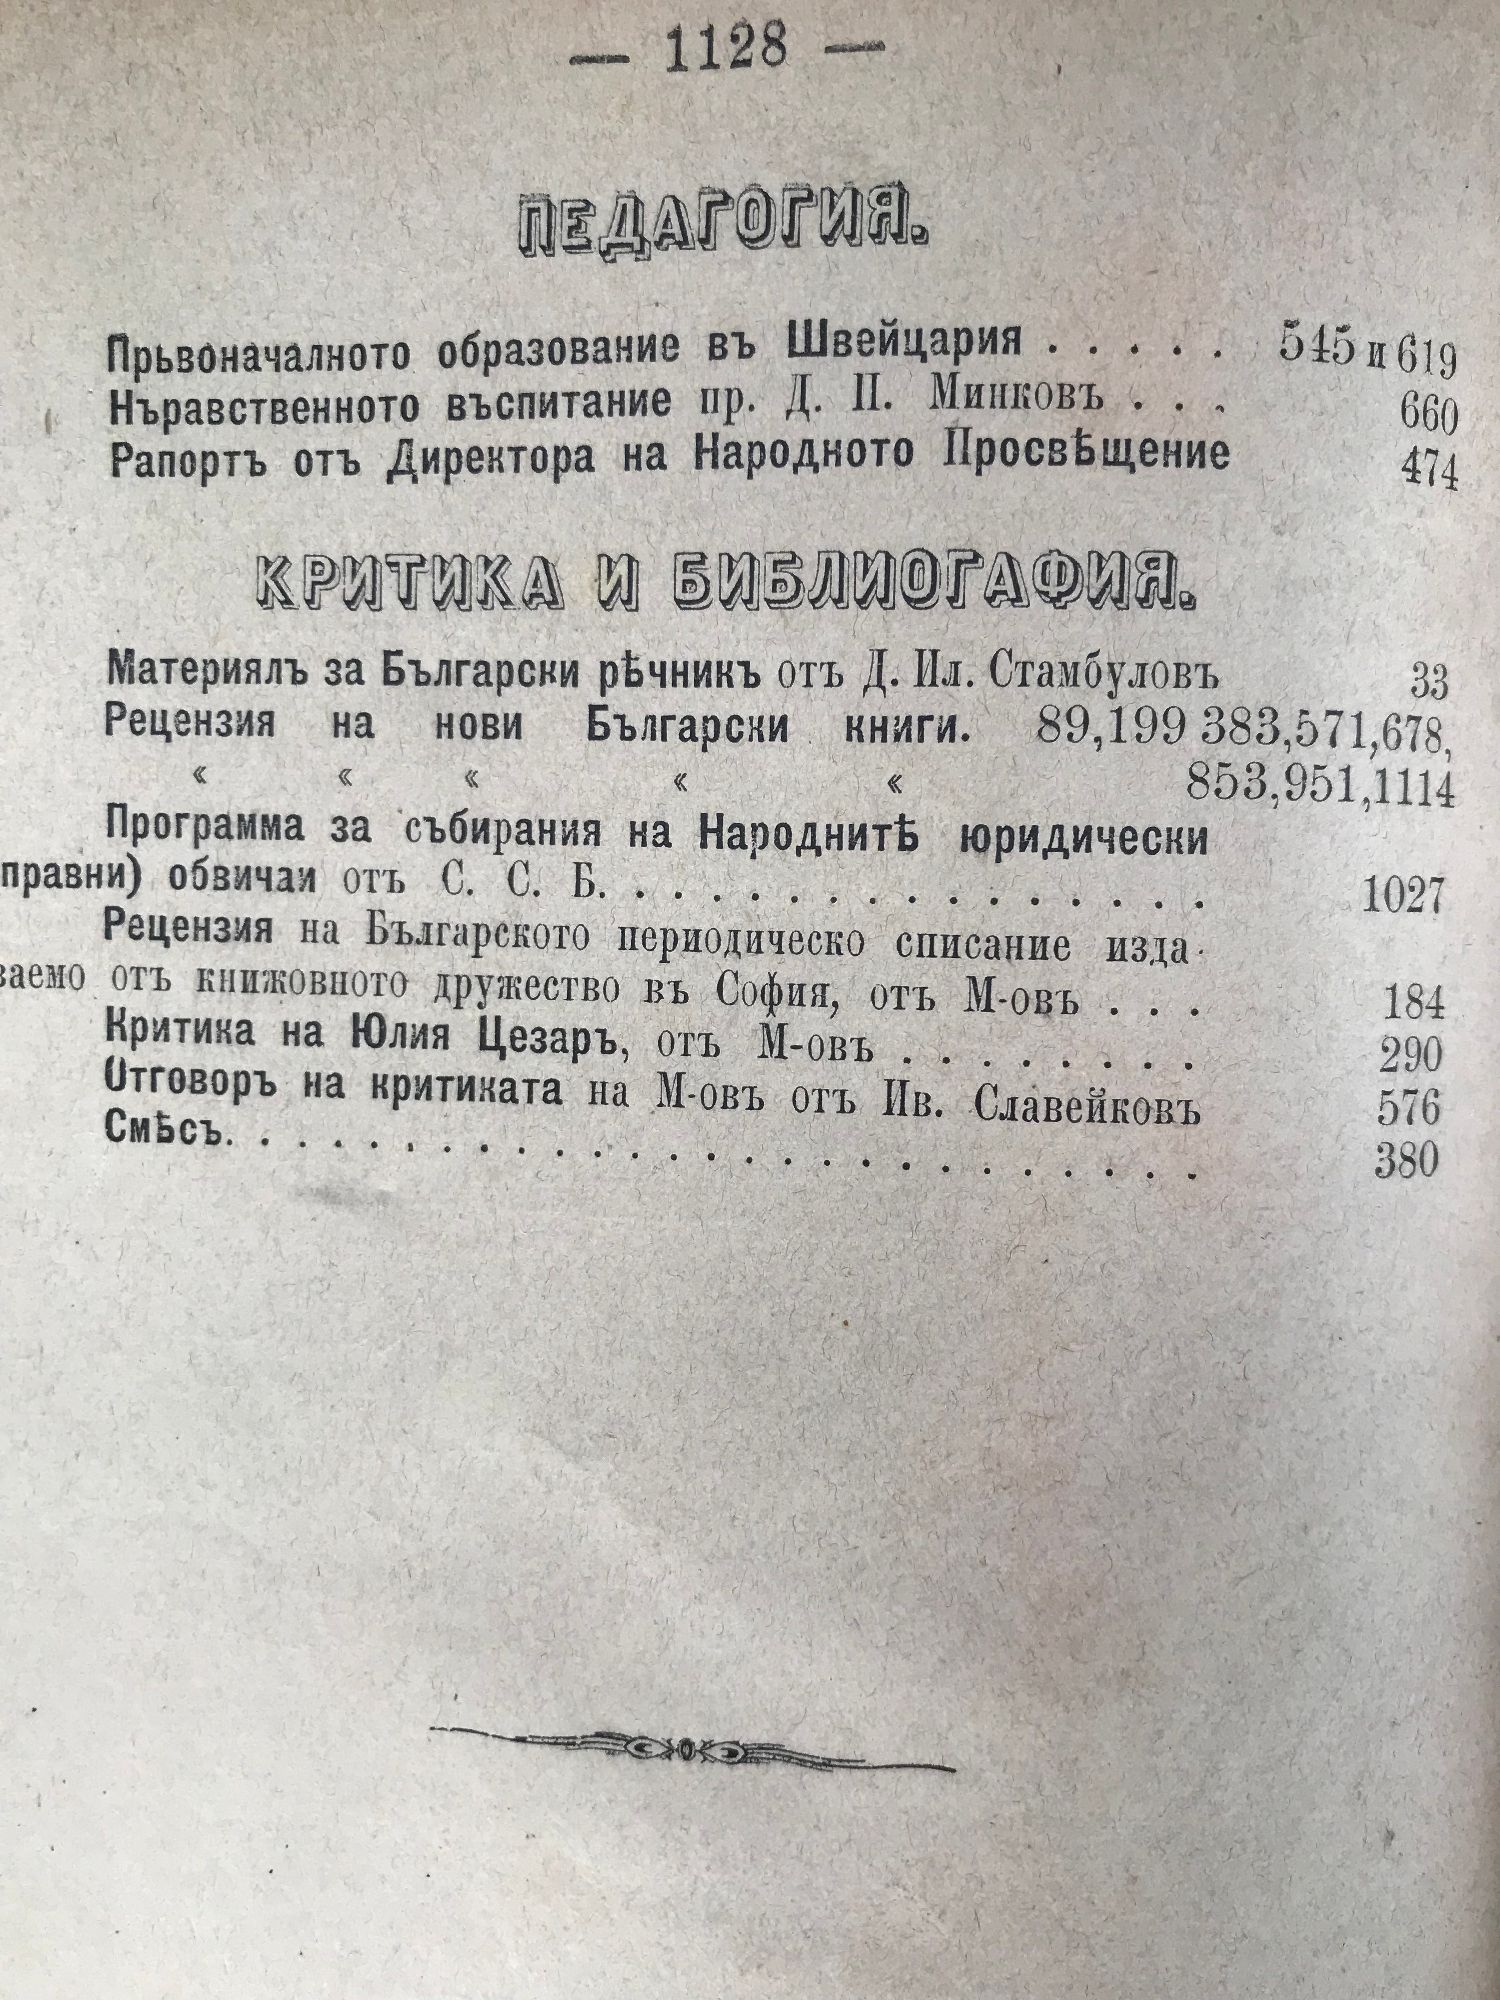 — 1128 —
ПЕДАГОГИЯ.
Прьвоначалното образование въ Швейцария . . . . . 545 и 619
Нъравственното въспитание пр. Д. П. Минковъ . . . 660
Рапортъ отъ Директора на Народното Просвѣщение 474
КРИТИКА И БИБЛИОГАФИЯ.
Материялъ за Български рѣчникъ отъ Д. Ил. Стамбуловъ 33
Рецензия на нови Български книги. 89,199 383,571,678,
« « « « « 853,951,1114
Программа за събирания на Народнитѣ юридически
правни) обвичаи отъ С. С. Б. . . . . . . . . . . . . . . . 1027
Рецензия на Българското периодическо списание изда-
ваемо отъ книжовното дружество въ София, отъ М-овъ . . . 184
Критика на Юлия Цезаръ, отъ М-овъ . . . . . . . . 290
Отговоръ на критиката на М-овъ отъ Ив. Славейковъ 576
Смѣсъ. . . . . . . . . . . . . . . . . . . . . . . . . . . 380